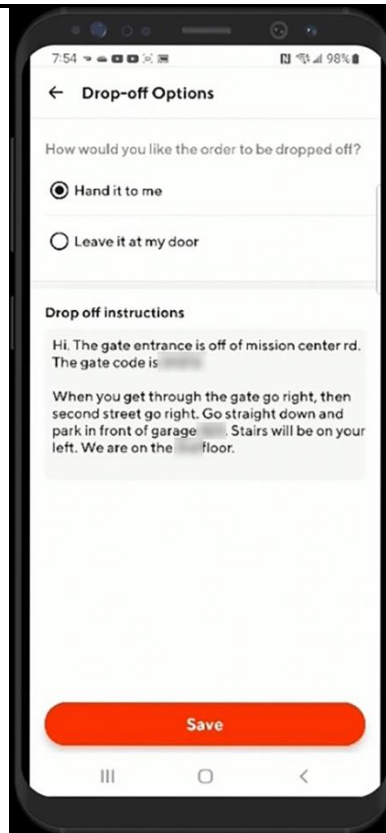 7:54
98%
Drop-off Options
How would you like the order to be dropped off?
Hand it to me
Leave it at my door
Drop off instructions
Hi. The gate entrance is off of mission center rd.
The gate code is
When you get through the gate go right, then
second street go right. Go straight down and
park in front of garage . Stairs will be on your
left. We are on the floor.
Save